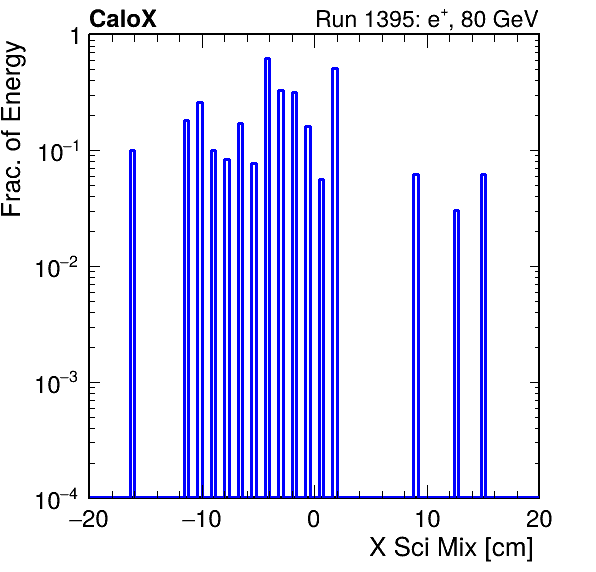 CaloX Run 1395: e⁺, 80 GeV
Frac. of Energy
1
10⁻¹
10⁻²
10⁻³
10⁻⁴
−20 −10 0 10 20
X Sci Mix [cm]